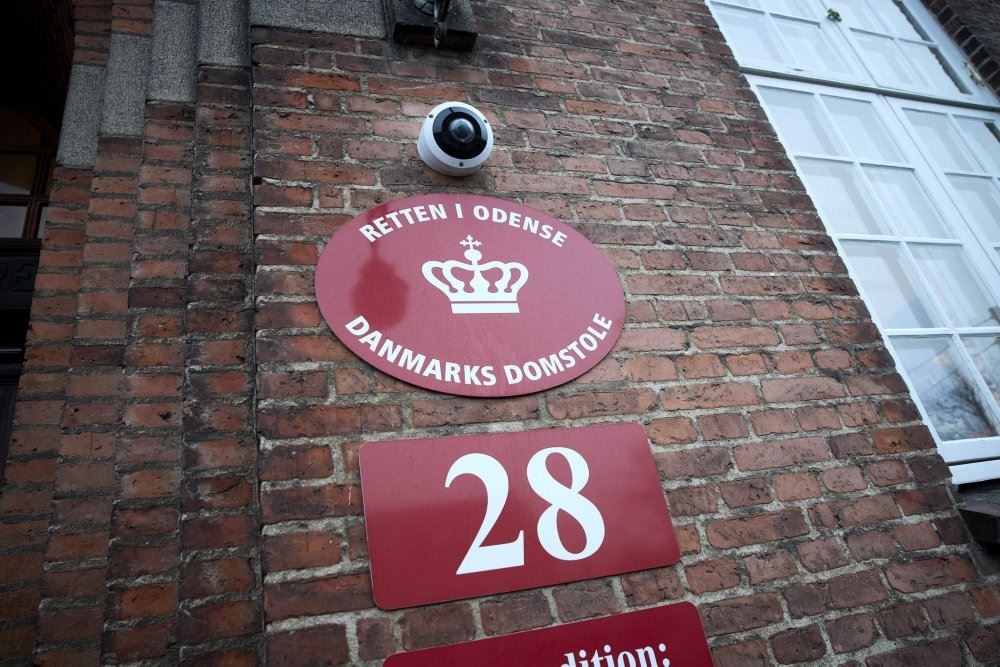 RETTEN I ODENSE
DANMARKS DOMSTOLE
28
dition: